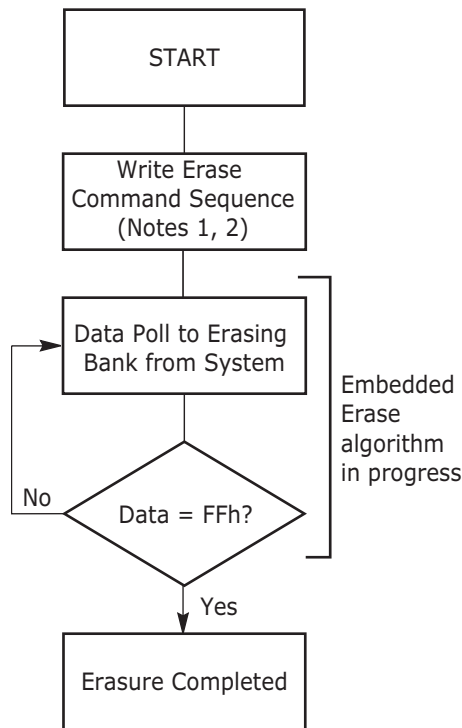 START
Write Erase
Command Sequence
(Notes 1, 2)
Data Poll to Erasing
Bank from System
Embedded
Erase
algorithm
in progress
No
Data = FFh?
Yes
Erasure Completed